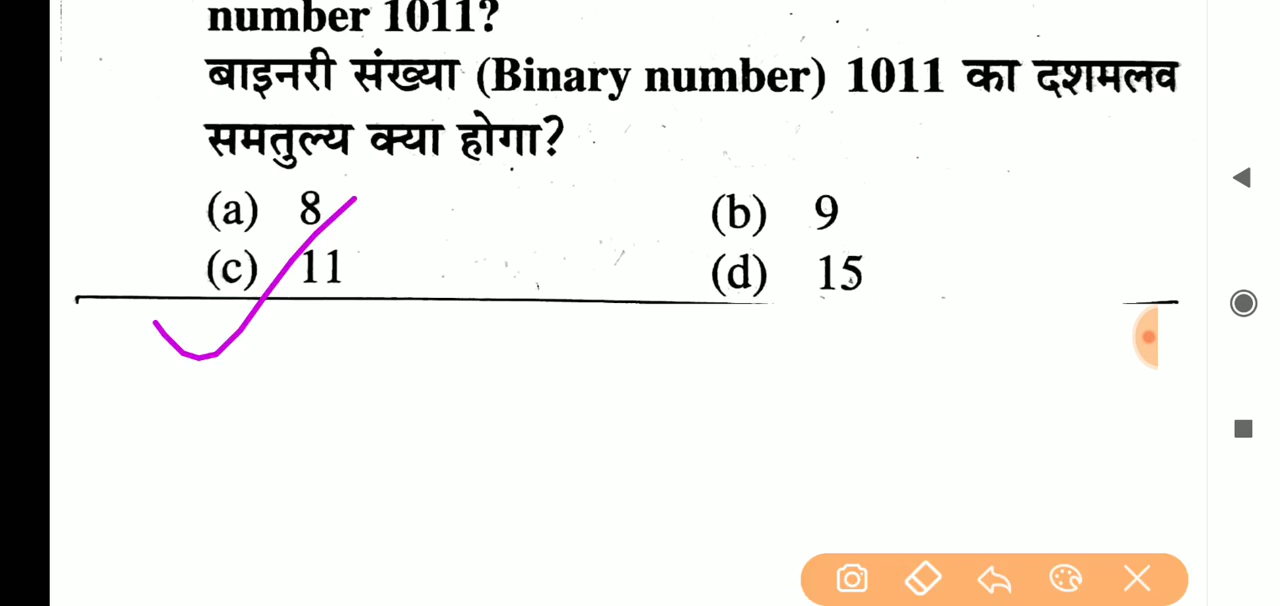 number 1011?
बाइनरी संख्या (Binary number) 1011 का दशमलव
समतुल्य क्या होगा?
(a) 8 (b) 9
(c) 11 (d) 15